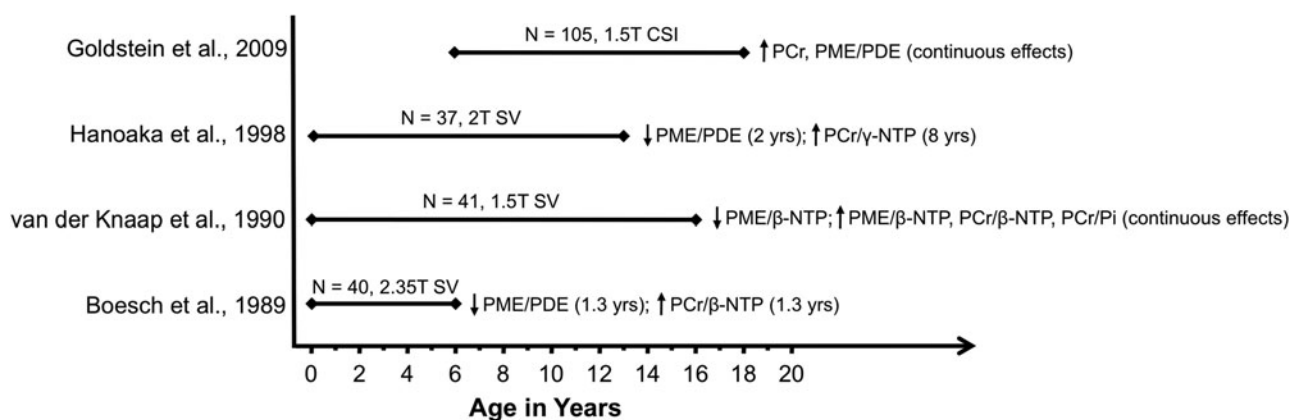 N = 105, 1.5T CSI
Goldstein et al., 2009
↑PCr, PME/PDE (continuous effects)
N = 37, 2T SV
Hanoaka et al., 1998
↓PME/PDE (2 yrs); ↑PCr/γ-NTP (8 yrs)
N = 41, 1.5T SV
van der Knaap et al., 1990
↓PME/β-NTP; ↑PME/β-NTP, PCr/β-NTP, PCr/Pi (continuous effects)
N = 40, 2.35T SV
Boesch et al., 1989
↓PME/PDE (1.3 yrs); ↑PCr/β-NTP (1.3 yrs)
0 2 4 6 8 10 12 14 16 18 20
Age in Years